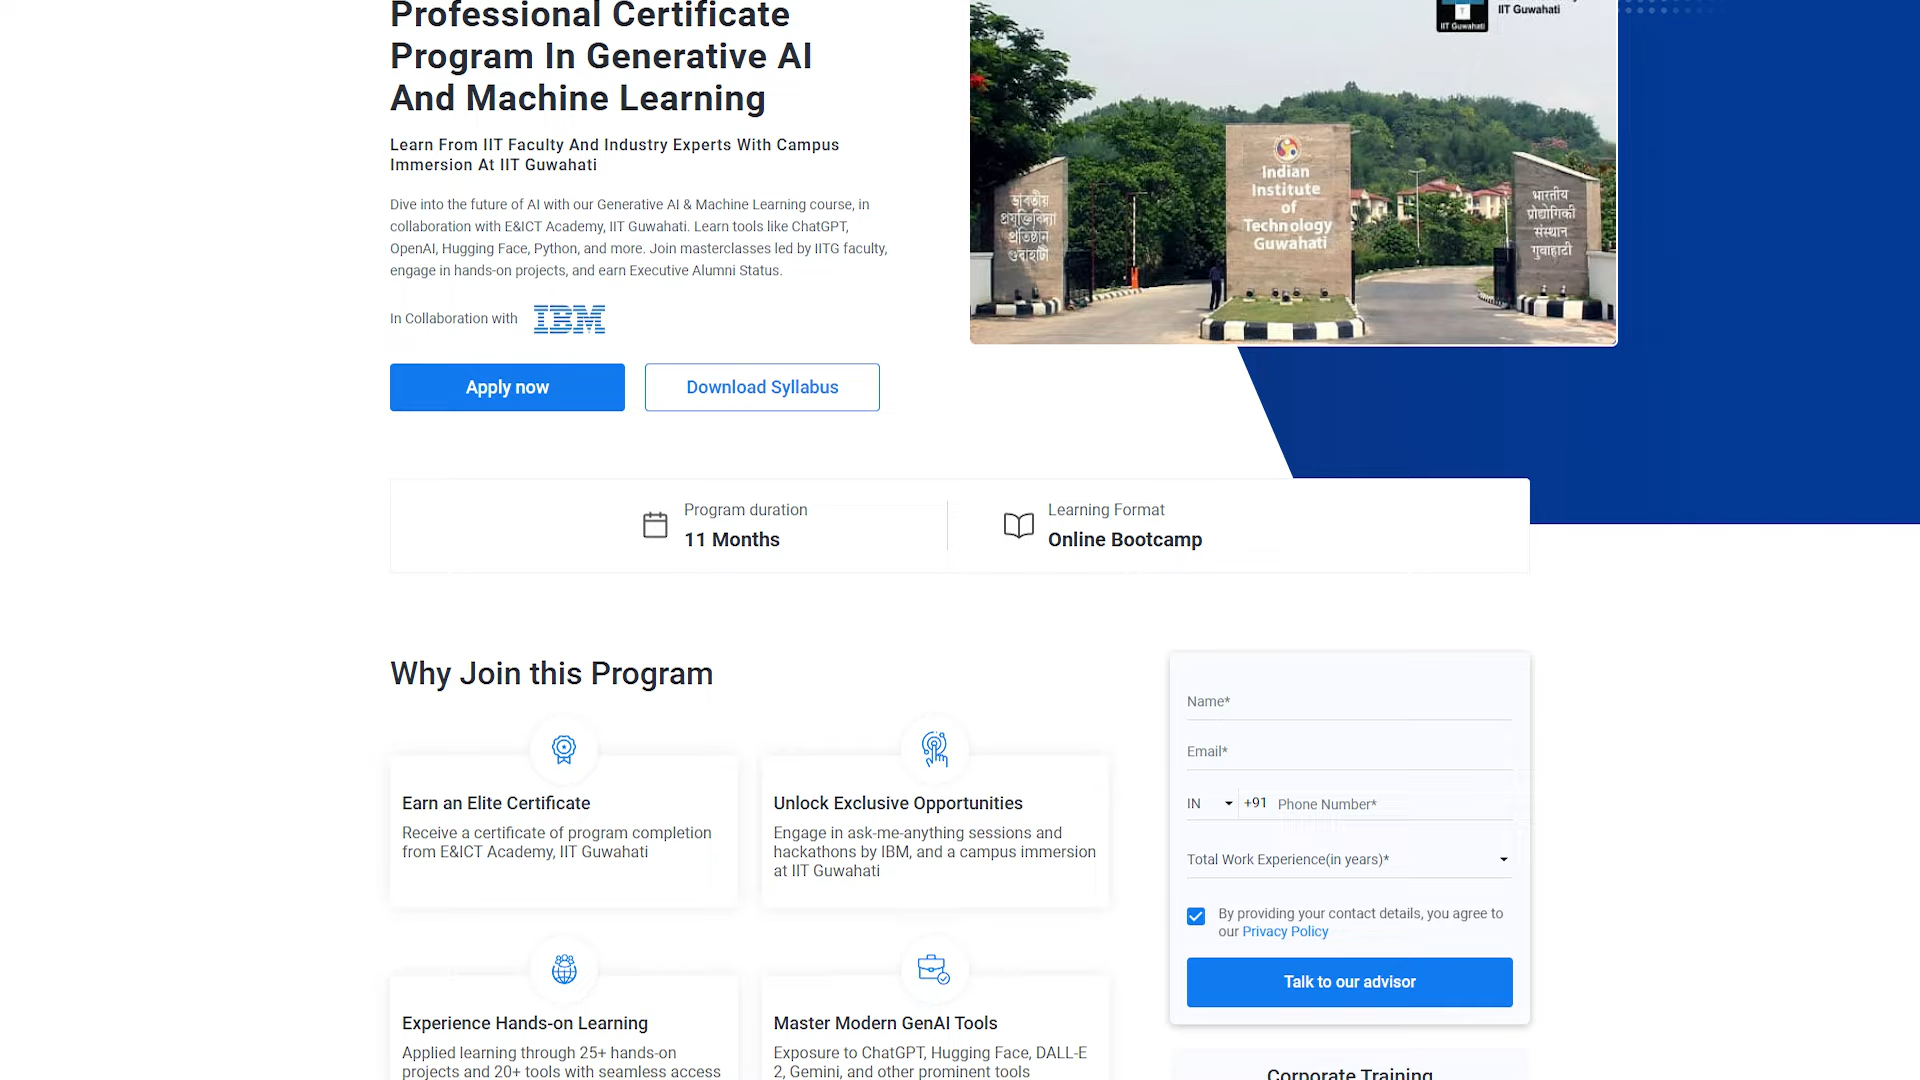 Professional Certificate
Program In Generative AI
And Machine Learning
Learn From IIT Faculty And Industry Experts With Campus
Immersion At IIT Guwahati
Dive into the future of AI with our Generative AI & Machine Learning course, in
collaboration with E&ICT Academy, IIT Guwahati. Learn tools like ChatGPT,
OpenAI, Hugging Face, Python, and more. Join masterclasses led by IITG faculty,
engage in hands-on projects, and earn Executive Alumni Status.
In Collaboration with IBM
Apply now
Download Syllabus
IIT Guwahati
IIT Guwahati
ভাৰতীয়
প্ৰযুক্তিবিদ্যা
প্ৰতিষ্ঠান
গুৱাহাটী
Indian
Institute
of
Technology
Guwahati
भारतीय
प्रौद्योगिकी
संस्थान
गुवाहाटी
Program duration
11 Months
Learning Format
Online Bootcamp
Why Join this Program
Earn an Elite Certificate
Receive a certificate of program completion
from E&ICT Academy, IIT Guwahati
Unlock Exclusive Opportunities
Engage in ask-me-anything sessions and
hackathons by IBM, and a campus immersion
at IIT Guwahati
Experience Hands-on Learning
Applied learning through 25+ hands-on
projects and 20+ tools with seamless access
Master Modern GenAI Tools
Exposure to ChatGPT, Hugging Face, DALL-E
2, Gemini, and other prominent tools
Name*
Email*
IN +91 Phone Number*
Total Work Experience(in years)*
By providing your contact details, you agree to
our Privacy Policy
Talk to our advisor
Corporate Training